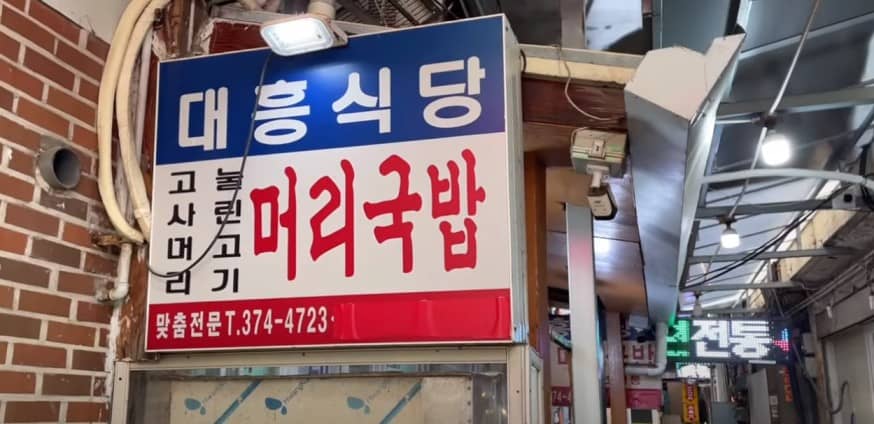 대흥식당
고사머리
눌린고기
머리국밥
맞춤전문 T.374-4723
전통